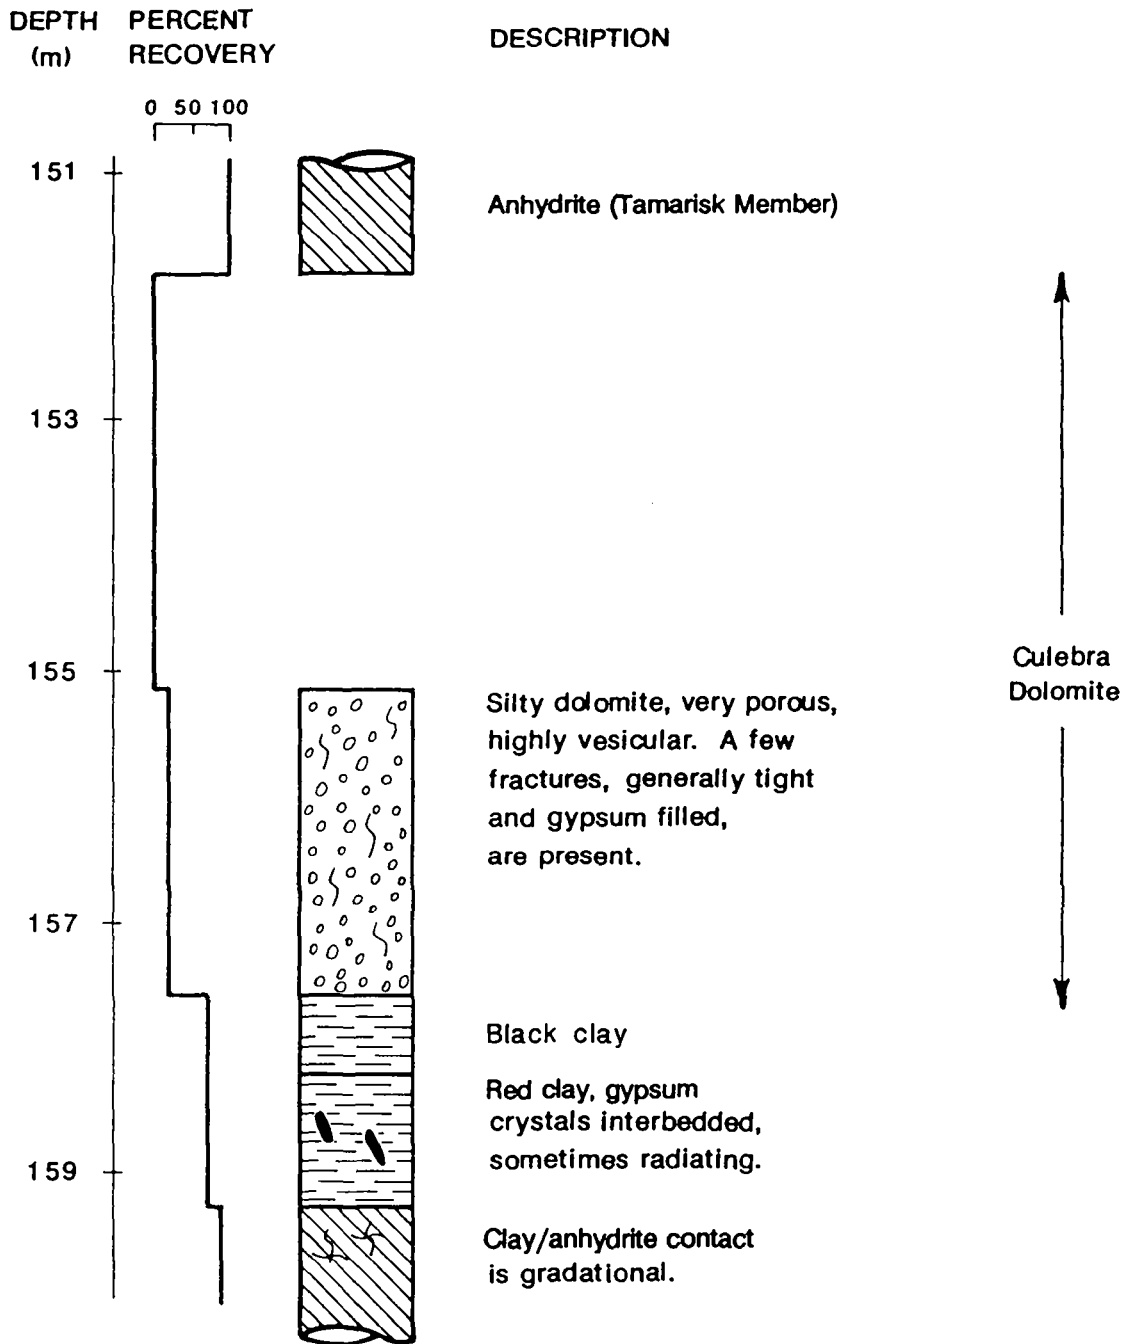 DEPTH PERCENT
(m) RECOVERY
DESCRIPTION
0 50 100
151
Anhydrite (Tamarisk Member)
153
155
Culebra
Dolomite
Silty dolomite, very porous,
highly vesicular. A few
fractures, generally tight
and gypsum filled,
are present.
157
Black clay
Red clay, gypsum
crystals interbedded,
sometimes radiating.
159
Clay/anhydrite contact
is gradational.